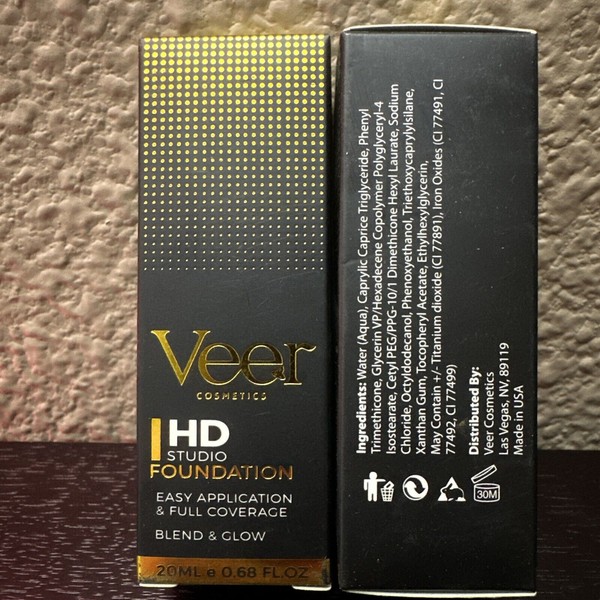 Veer
COSMETICS
HD
STUDIO
FOUNDATION
EASY APPLICATION
& FULL COVERAGE
BLEND & GLOW
20ML e 0.68 FL.OZ
Ingredients: Water (Aqua), Caprylic Caprice Triglyceride, Phenyl
Trimethicone, Glycerin VP/Hexadecene Copolymer Polyglyceryl-4
Isostearate, Cetyl PEG/PPG-10/1 Dimethicone Hexyl Laurate, Sodium
Chloride, Octyldodecanol, Phenoxyethanol, Triethoxycaprylylsilane,
Xanthan Gum, Tocopheryl Acetate, Ethylhexylglycerin,
May Contain +/- Titanium dioxide (CI 77891), Iron Oxides (CI 77491, CI
77492, CI 77499)
Distributed By:
Veer Cosmetics
Las Vegas, NV, 89119
Made in USA
30M